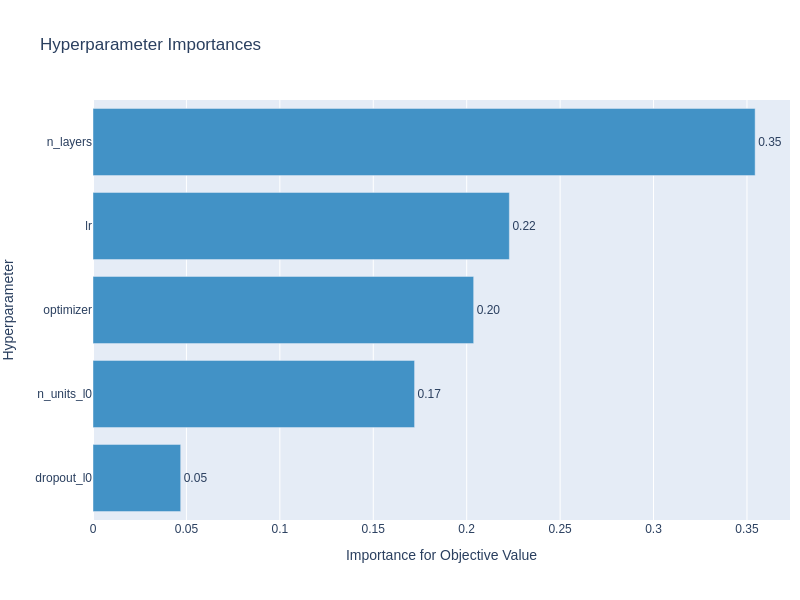 Hyperparameter Importances
Hyperparameter
n_layers
0.35
lr
0.22
optimizer
0.20
n_units_l0
0.17
dropout_l0
0.05
0 0.05 0.1 0.15 0.2 0.25 0.3 0.35
Importance for Objective Value